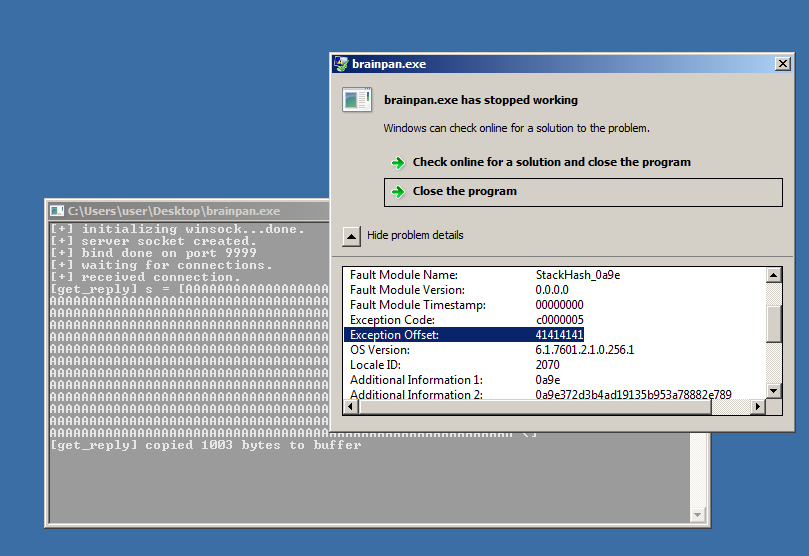 brainpan.exe
brainpan.exe has stopped working
Windows can check online for a solution to the problem.
Check online for a solution and close the program
Close the program
Hide problem details
Fault Module Name: StackHash_0a9e
Fault Module Version: 0.0.0.0
Fault Module Timestamp: 00000000
Exception Code: c0000005
Exception Offset: 41414141
OS Version: 6.1.7601.2.1.0.256.1
Locale ID: 2070
Additional Information 1: 0a9e
Additional Information 2: 0a9e372d3b4ad19135b953a78882e789
C:\Users\user\Desktop\brainpan.exe
[+] initializing winsock...done.
[+] server socket created.
[+] bind done on port 9999
[+] waiting for connections.
[+] received connection.
[get_reply] s = [AAAAAAAAAAAAAAAAAAA
AAAAAAAAAAAAAAAAAAAAAAAAAAAAAAAAAAA
AAAAAAAAAAAAAAAAAAAAAAAAAAAAAAAAAAA
AAAAAAAAAAAAAAAAAAAAAAAAAAAAAAAAAAA
AAAAAAAAAAAAAAAAAAAAAAAAAAAAAAAAAAA
AAAAAAAAAAAAAAAAAAAAAAAAAAAAAAAAAAA
AAAAAAAAAAAAAAAAAAAAAAAAAAAAAAAAAAA
AAAAAAAAAAAAAAAAAAAAAAAAAAAAAAAAAAA
AAAAAAAAAAAAAAAAAAAAAAAAAAAAAAAAAAA
AAAAAAAAAAAAAAAAAAAAAAAAAAAAAAAAAAA
AAAAAAAAAAAAAAAAAAAAAAAAAAAAAAAAAAA
AAAAAAAAAAAAAAAAAAAAAAAAAAAAAAAAAAA
[get_reply] copied 1003 bytes to buffer